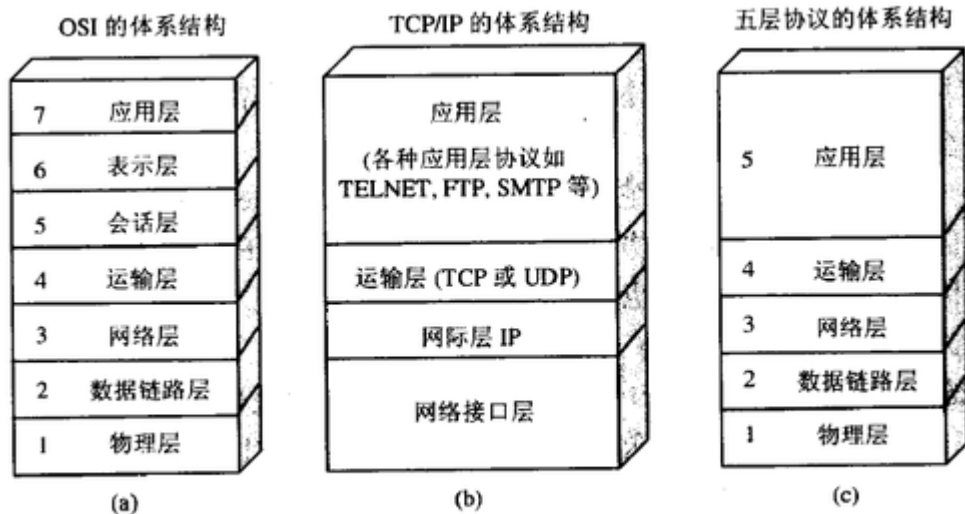 OSI 的体系结构
7 应用层
6 表示层
5 会话层
4 运输层
3 网络层
2 数据链路层
1 物理层
(a)
TCP/IP 的体系结构
应用层
(各种应用层协议如
TELNET, FTP, SMTP 等)
运输层 (TCP 或 UDP)
网际层 IP
网络接口层
(b)
五层协议的体系结构
5 应用层
4 运输层
3 网络层
2 数据链路层
1 物理层
(c)